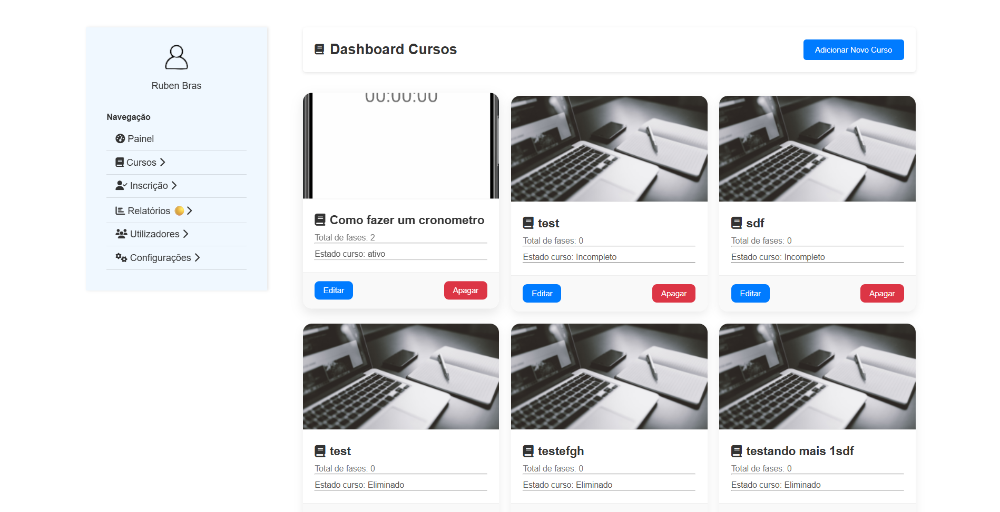 Ruben Bras
Navegação
Painel
Cursos
Inscrição
Relatórios
Utilizadores
Configurações
Dashboard Cursos
Adicionar Novo Curso
00:00:00
Como fazer um cronometro
Total de fases: 2
Estado curso: ativo
Editar
Apagar
test
Total de fases: 0
Estado curso: Incompleto
Editar
Apagar
sdf
Total de fases: 0
Estado curso: Incompleto
Editar
Apagar
test
Total de fases: 0
Estado curso: Eliminado
testefgh
Total de fases: 0
Estado curso: Eliminado
testando mais 1sdf
Total de fases: 0
Estado curso: Eliminado